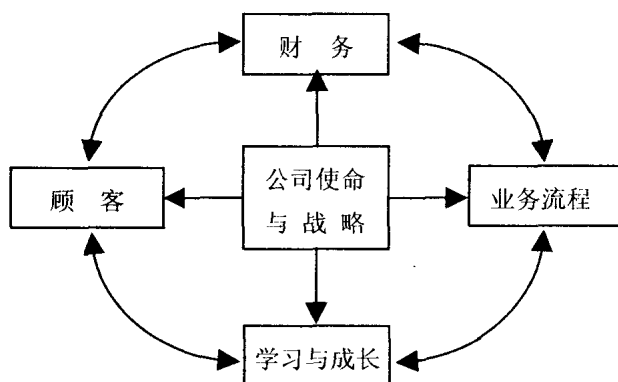 财 务
公司使命
与战略
顾 客
业务流程
学习与成长